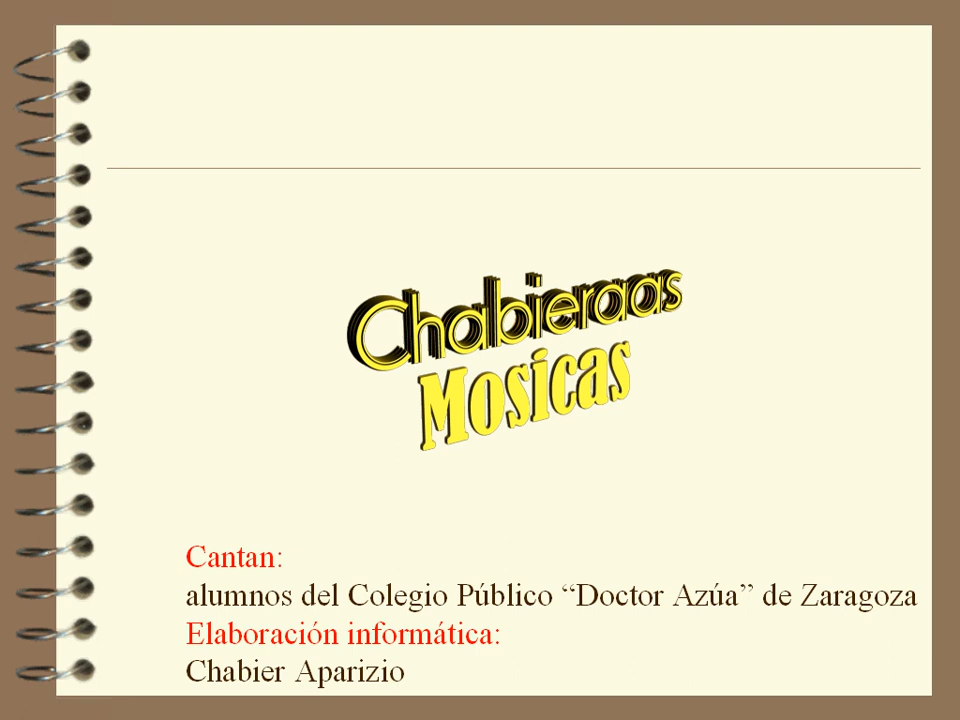 Chabieraas
Mosicas
Cantan:
alumnos del Colegio Público “Doctor Azúa” de Zaragoza
Elaboración informática:
Chabier Aparizio